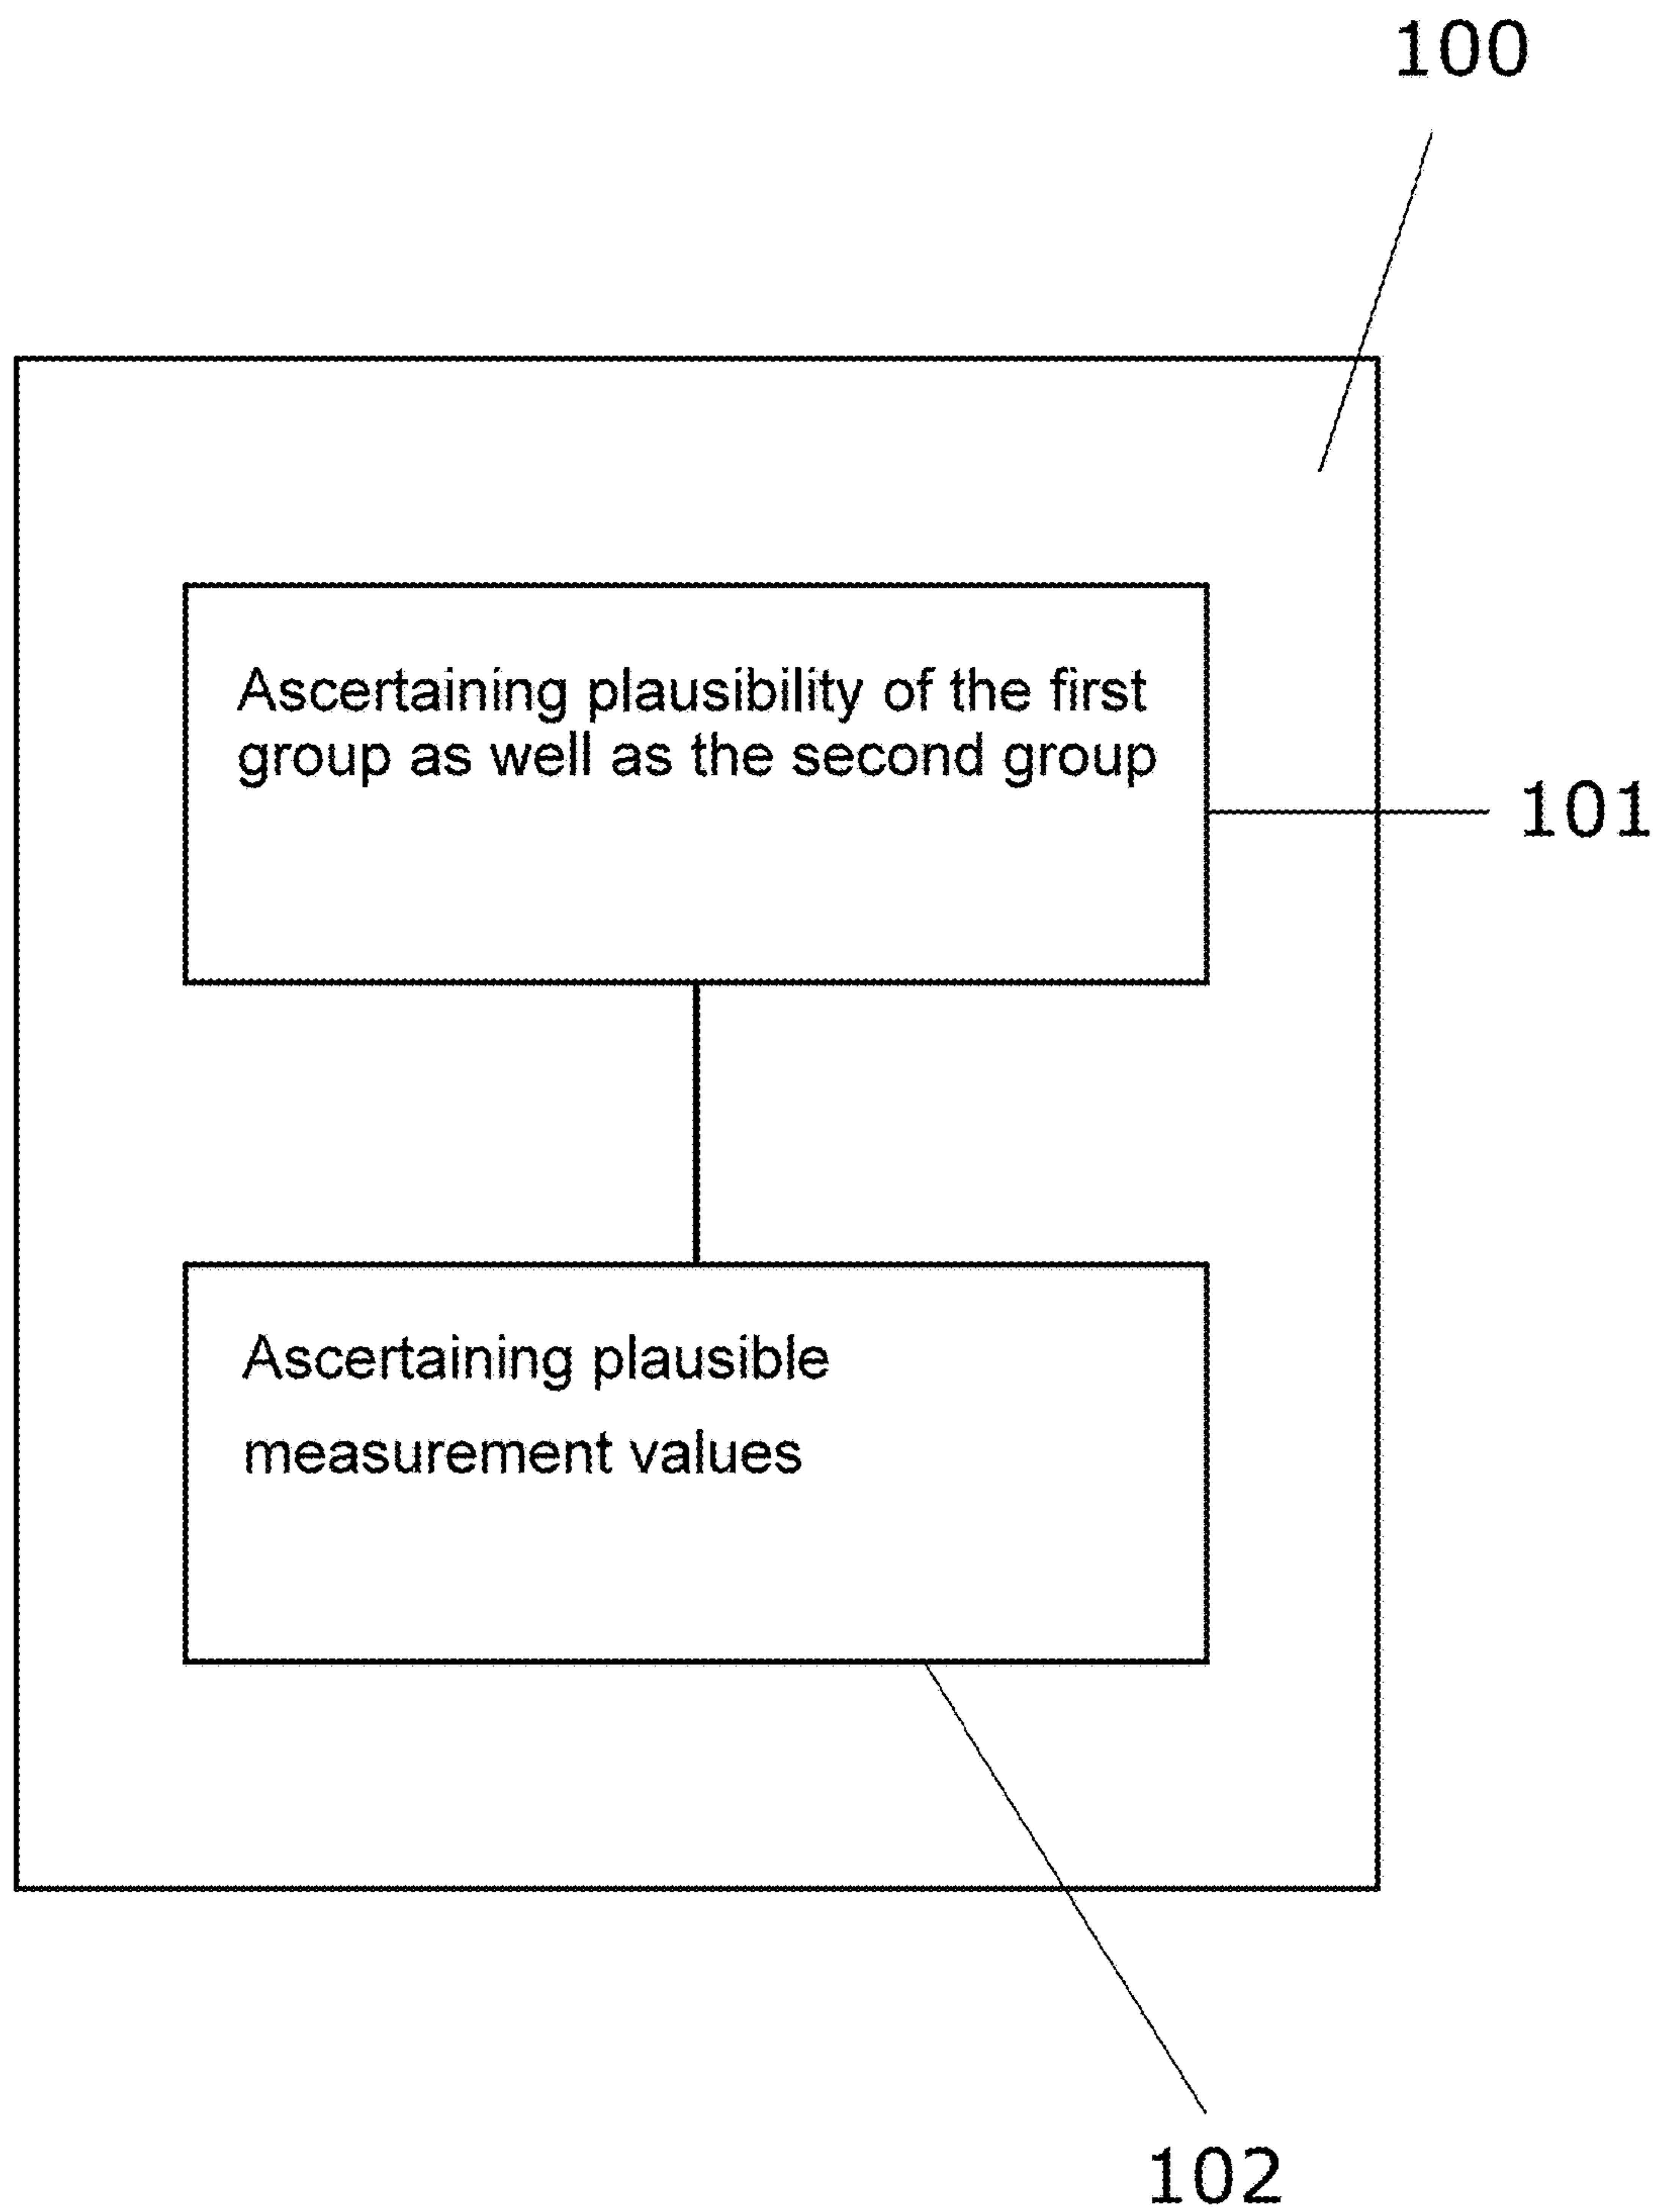 100
Ascertaining plausibility of the first
group as well as the second group
101
Ascertaining plausible
measurement values
102